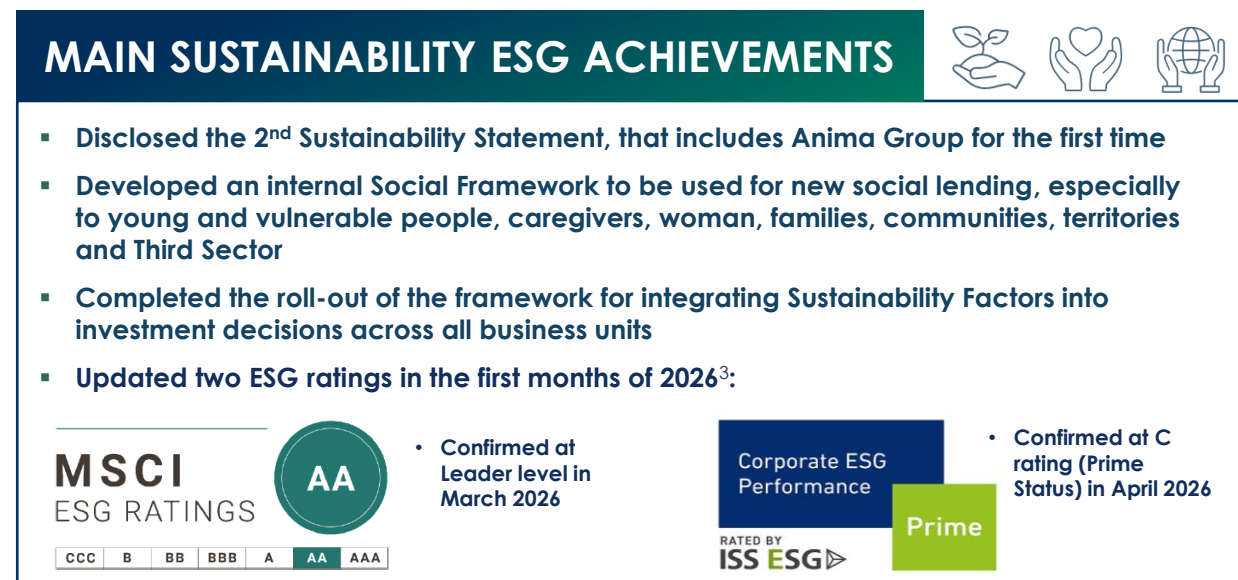 MAIN SUSTAINABILITY ESG ACHIEVEMENTS
▪ Disclosed the 2nd Sustainability Statement, that includes Anima Group for the first time
▪ Developed an internal Social Framework to be used for new social lending, especially
to young and vulnerable people, caregivers, woman, families, communities, territories
and Third Sector
▪ Completed the roll-out of the framework for integrating Sustainability Factors into
investment decisions across all business units
▪ Updated two ESG ratings in the first months of 20263:
MSCI
ESG RATINGS
AA
CCC B BB BBB A AA AAA
• Confirmed at
Leader level in
March 2026
Corporate ESG
Performance
Prime
RATED BY
ISS ESG
• Confirmed at C
rating (Prime
Status) in April 2026